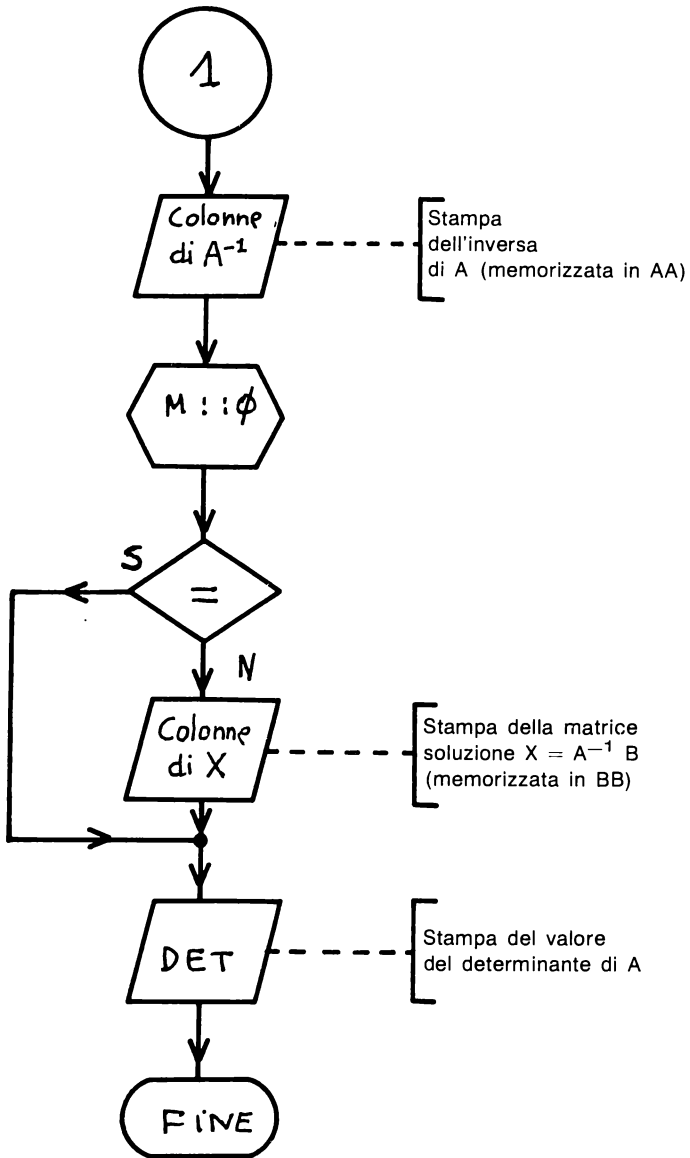 1
Colonne
di A⁻¹
Stampa
dell'inversa
di A (memorizzata in AA)
M : : ϕ
S
=
N
Colonne
di X
Stampa della matrice
soluzione X = A⁻¹ B
(memorizzata in BB)
DET
Stampa del valore
del determinante di A
FiNE